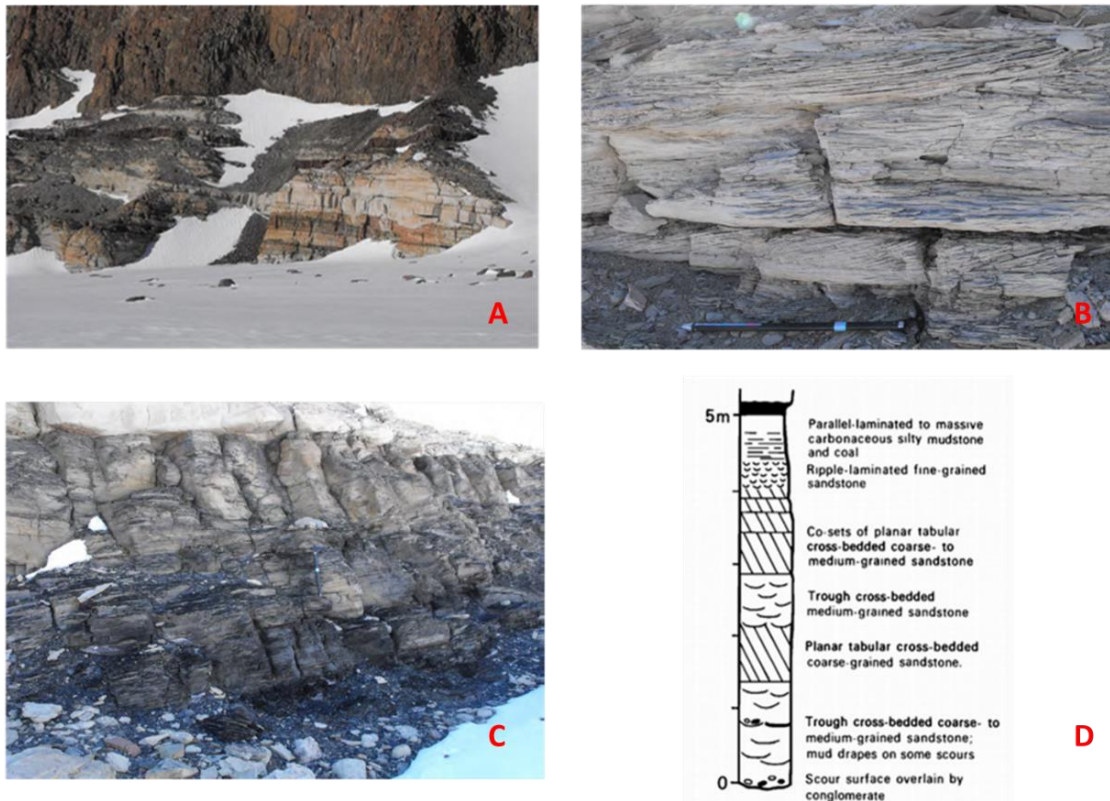 A
B
C
5m
Parallel-laminated to massive
carbonaceous silty mudstone
and coal
Ripple-laminated fine-grained
sandstone
Co-sets of planar tabular
cross-bedded coarse- to
medium-grained sandstone
Trough cross-bedded
medium-grained sandstone
Planar tabular cross-bedded
coarse-grained sandstone.
Trough cross-bedded coarse- to
medium-grained sandstone;
mud drapes on some scours
0
Scour surface overlain by
conglomerate
D